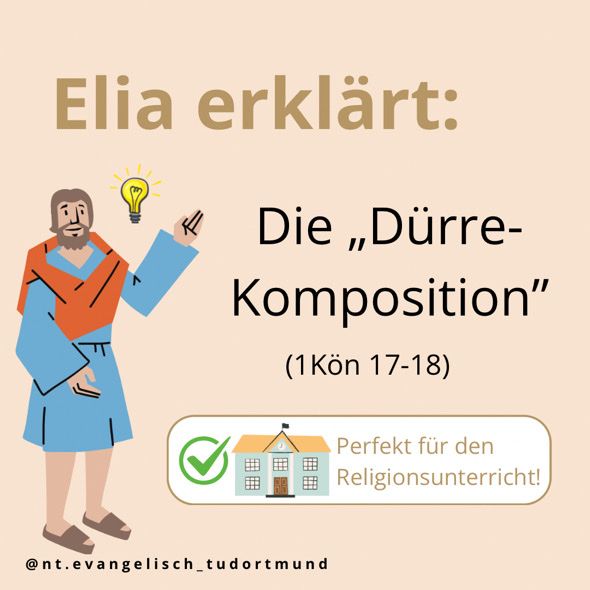 Elia erklärt:
Die „Dürre-
Komposition”
(1Kön 17-18)
Perfekt für den
Religionsunterricht!
@nt.evangelisch_tudortmund